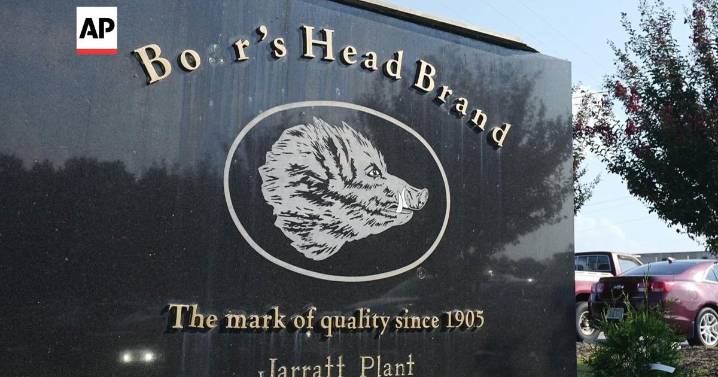 AP
Boar's Head Brand
®
The mark of quality since 1905
Jarratt Plant